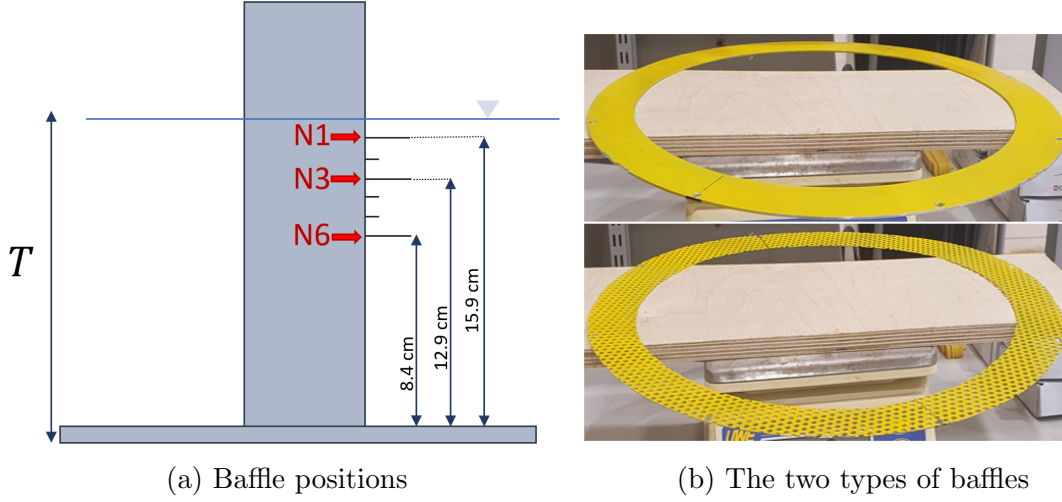 N1
N3
N6
T
8.4 cm
12.9 cm
15.9 cm
(a) Baffle positions
(b) The two types of baffles